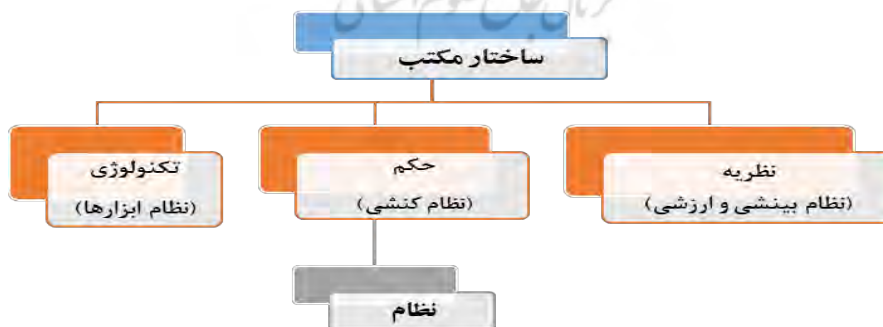 ساختار مکتب
نظریه
(نظام بینشی و ارزشی)
حکم
(نظام کنشی)
تکنولوژی
(نظام ابزارها)
نظام